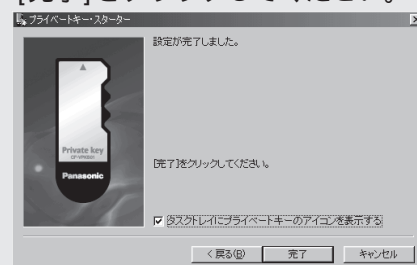 [完了]をクリックしてください。
プライベートキー・スターター
設定が完了しました。
Private key
Panasonic
[完了]をクリックしてください。
タスクトレイにプライベートキーのアイコンを表示する
< 戻る(B)
完了
キャンセル